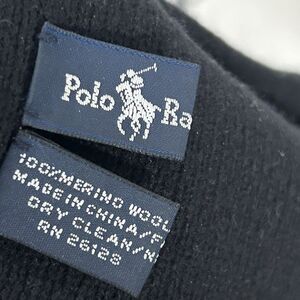 Polo Ra
100%MERINO WOOL
MADE IN CHINA/F
DRY CLEAN/N
RN 26128